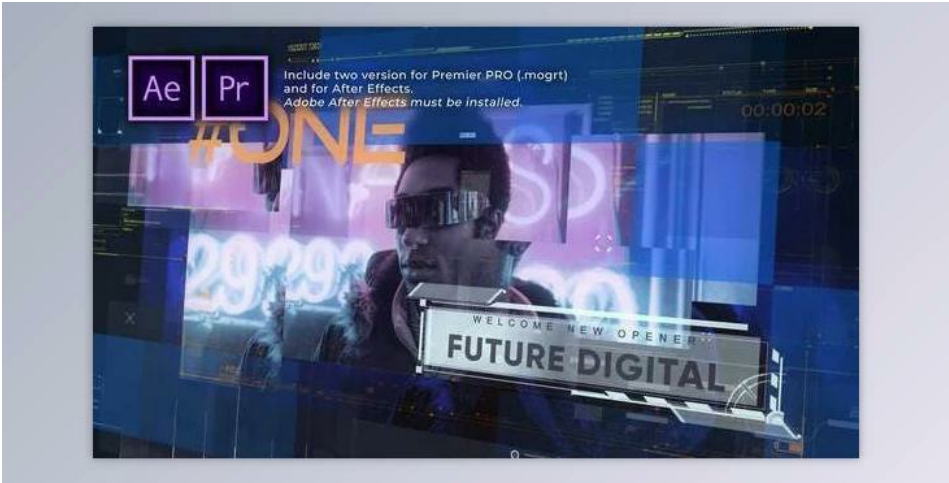 Ae Pr
Include two version for Premier PRO (.mogrt)
and for After Effects.
Adobe After Effects must be installed.
#ONE
00:00:02
2929
WELCOME NEW OPENER
FUTURE DIGITAL